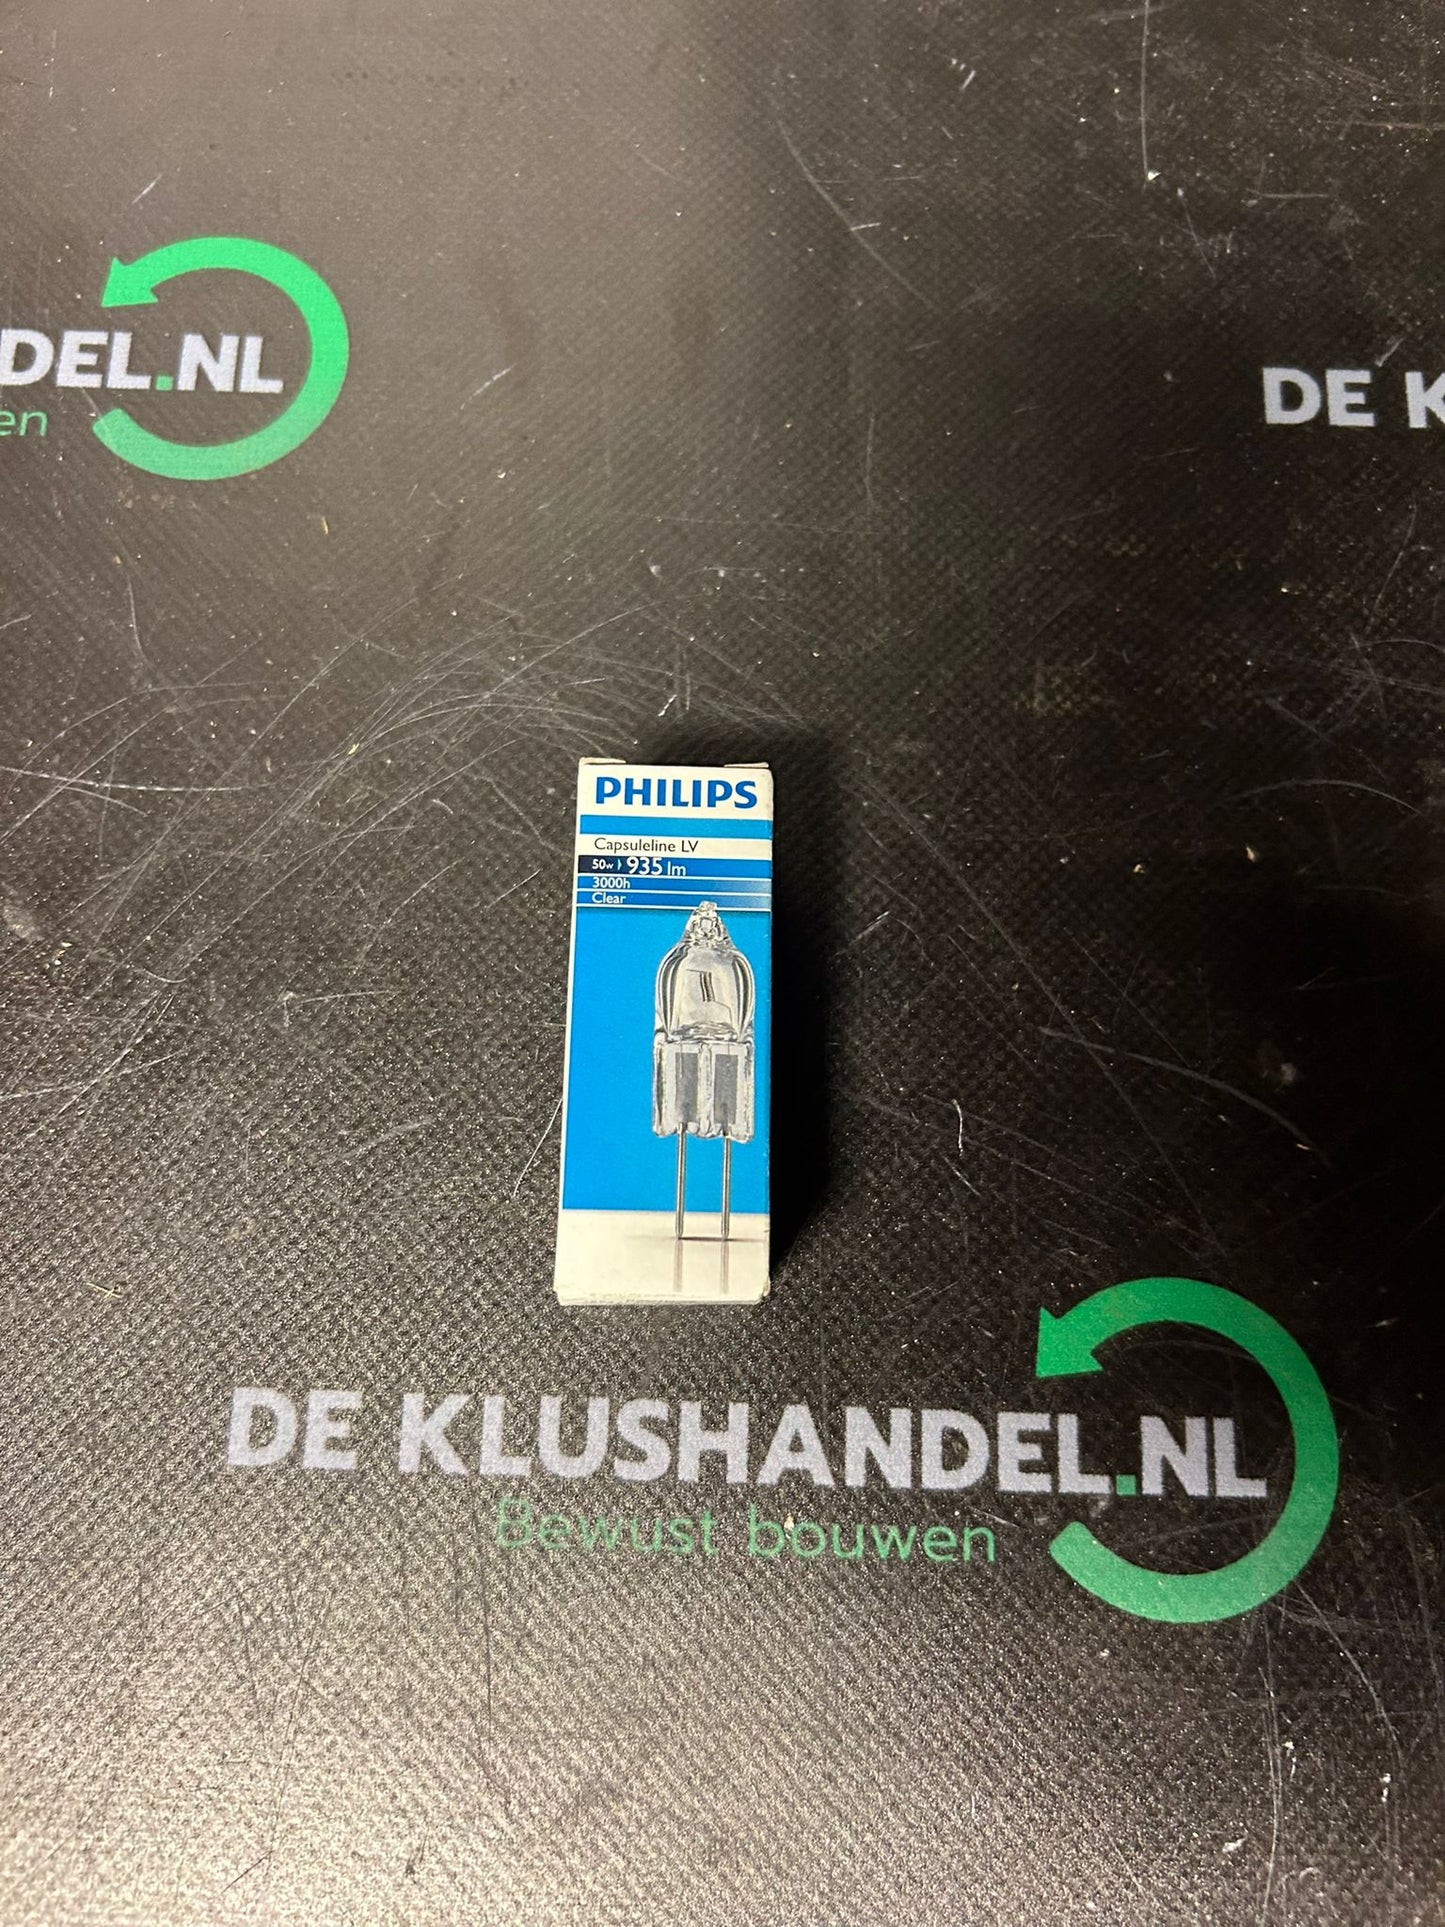 DEL.NL
en
DE K
PHILIPS
Capsuleline LV
50w 935 lm
3000h
Clear
DE KLUSHANDEL.NL
Bewust bouwen